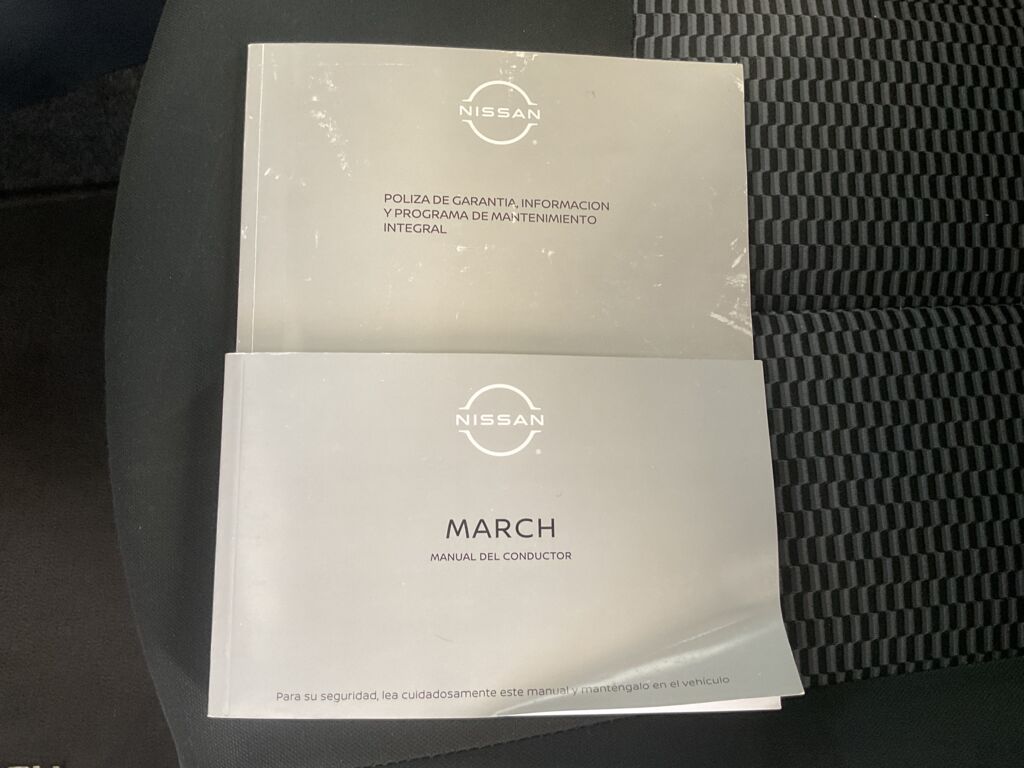 NISSAN
POLIZA DE GARANTIA, INFORMACION
Y PROGRAMA DE MANTENIMIENTO
INTEGRAL
NISSAN
MARCH
MANUAL DEL CONDUCTOR
Para su seguridad, lea cuidadosamente este manual y manténgalo en el vehículo